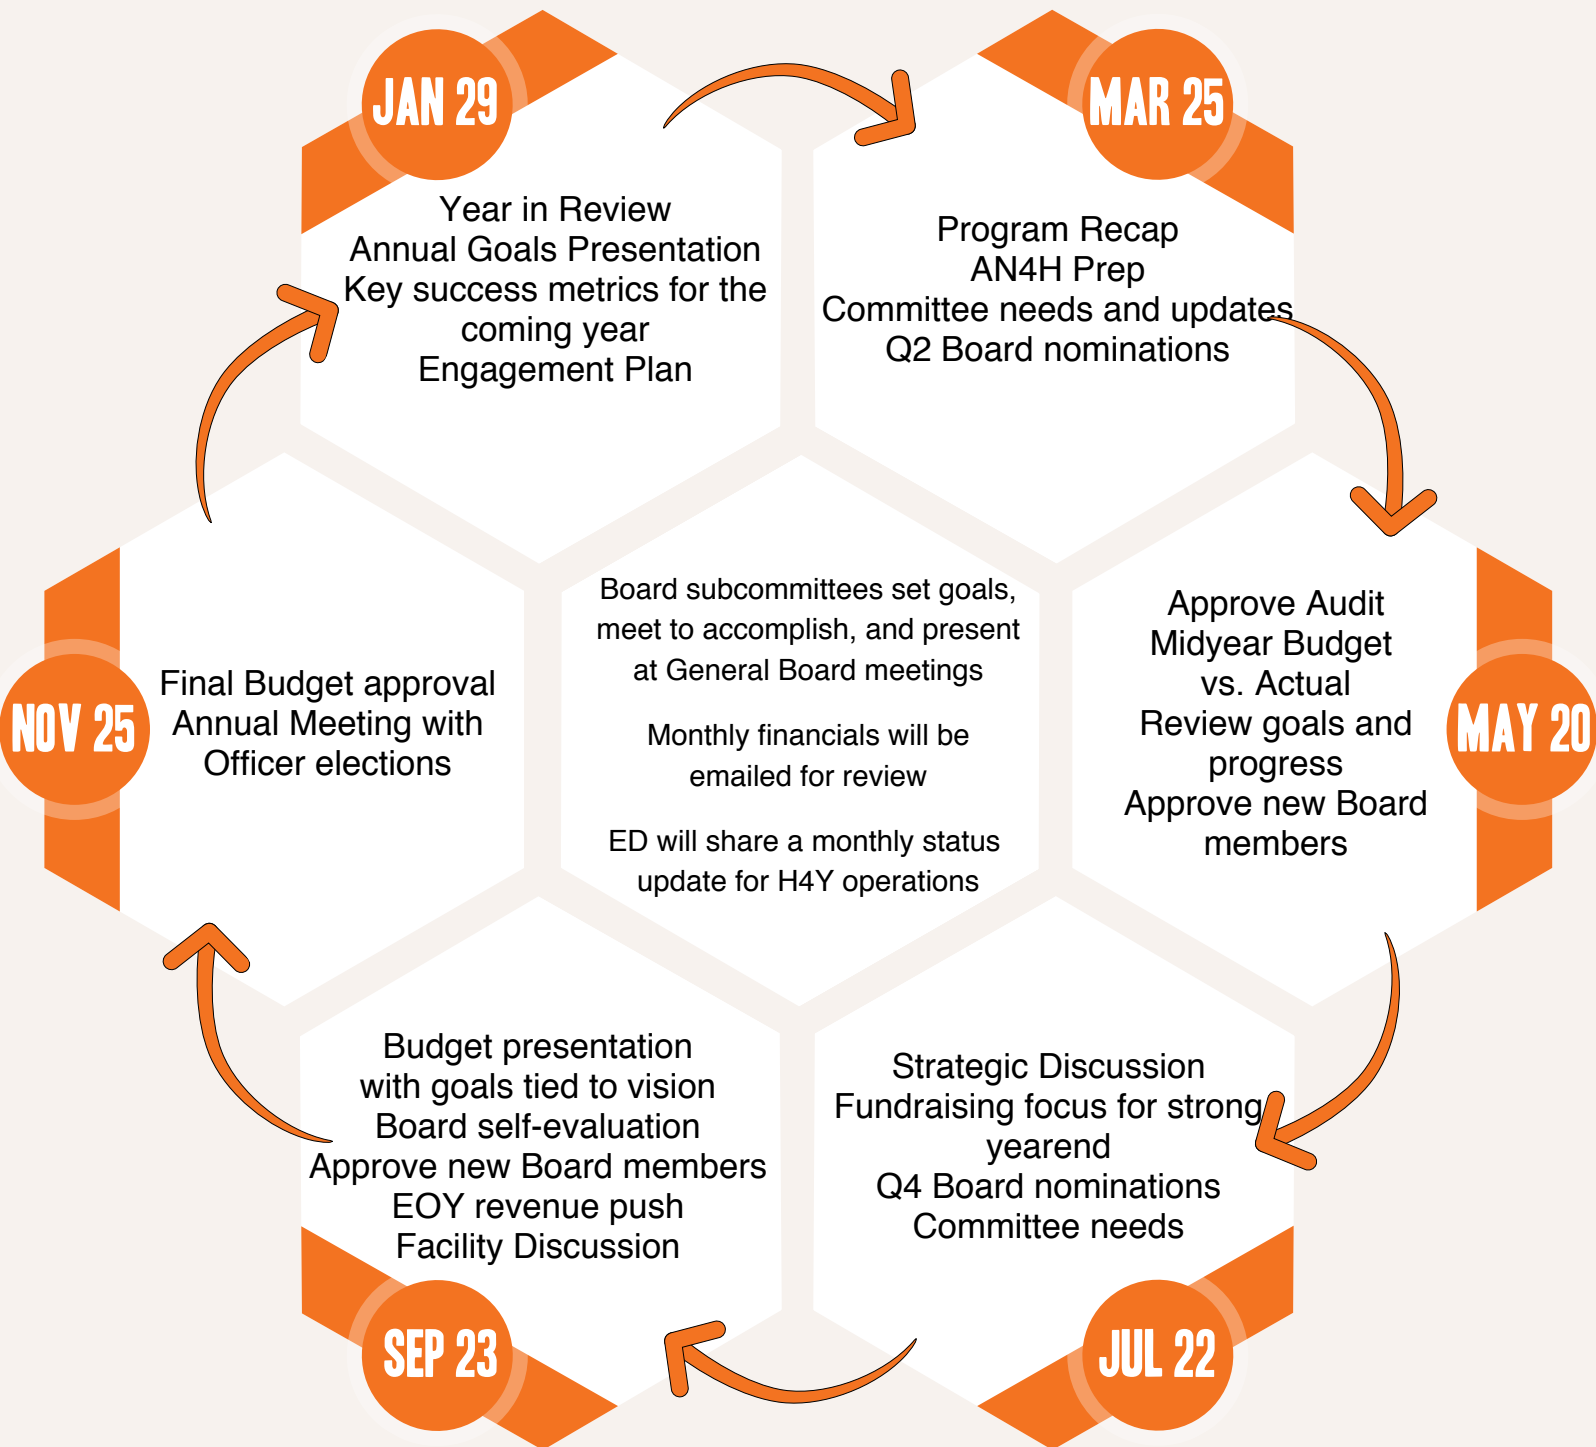 JAN 29
Year in Review
Annual Goals Presentation
Key success metrics for the
coming year
Engagement Plan
MAR 25
Program Recap
AN4H Prep
Committee needs and updates
Q2 Board nominations
MAY 20
Approve Audit
Midyear Budget
vs. Actual
Review goals and
progress
Approve new Board
members
JUL 22
Strategic Discussion
Fundraising focus for strong
yearend
Q4 Board nominations
Committee needs
SEP 23
Budget presentation
with goals tied to vision
Board self-evaluation
Approve new Board members
EOY revenue push
Facility Discussion
NOV 25
Final Budget approval
Annual Meeting with
Officer elections
Board subcommittees set goals,
meet to accomplish, and present
at General Board meetings
Monthly financials will be
emailed for review
ED will share a monthly status
update for H4Y operations